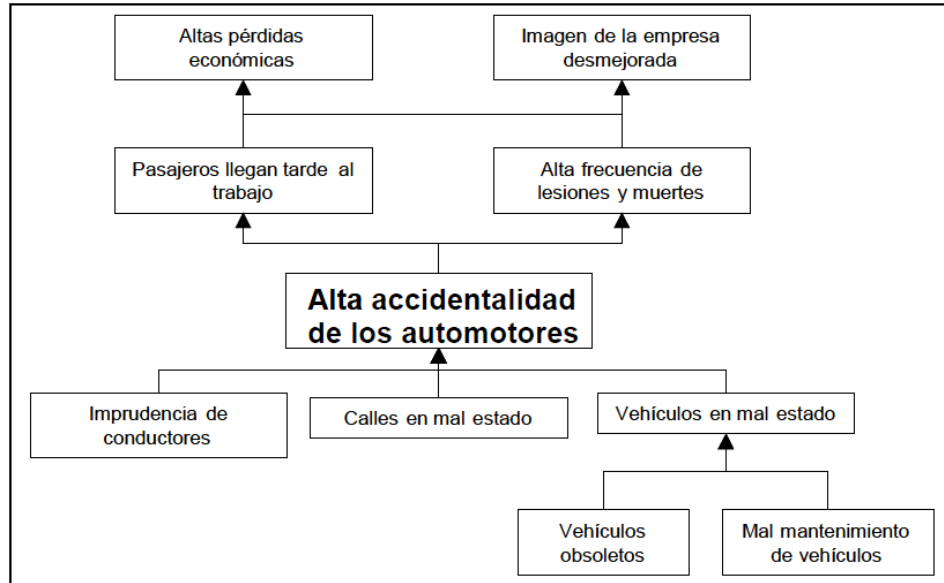 Altas pérdidas
económicas
Imagen de la empresa
desmejorada
Pasajeros llegan tarde al
trabajo
Alta frecuencia de
lesiones y muertes
Alta accidentalidad
de los automotores
Imprudencia de
conductores
Calles en mal estado
Vehículos en mal estado
Vehículos
obsoletos
Mal mantenimiento
de vehículos